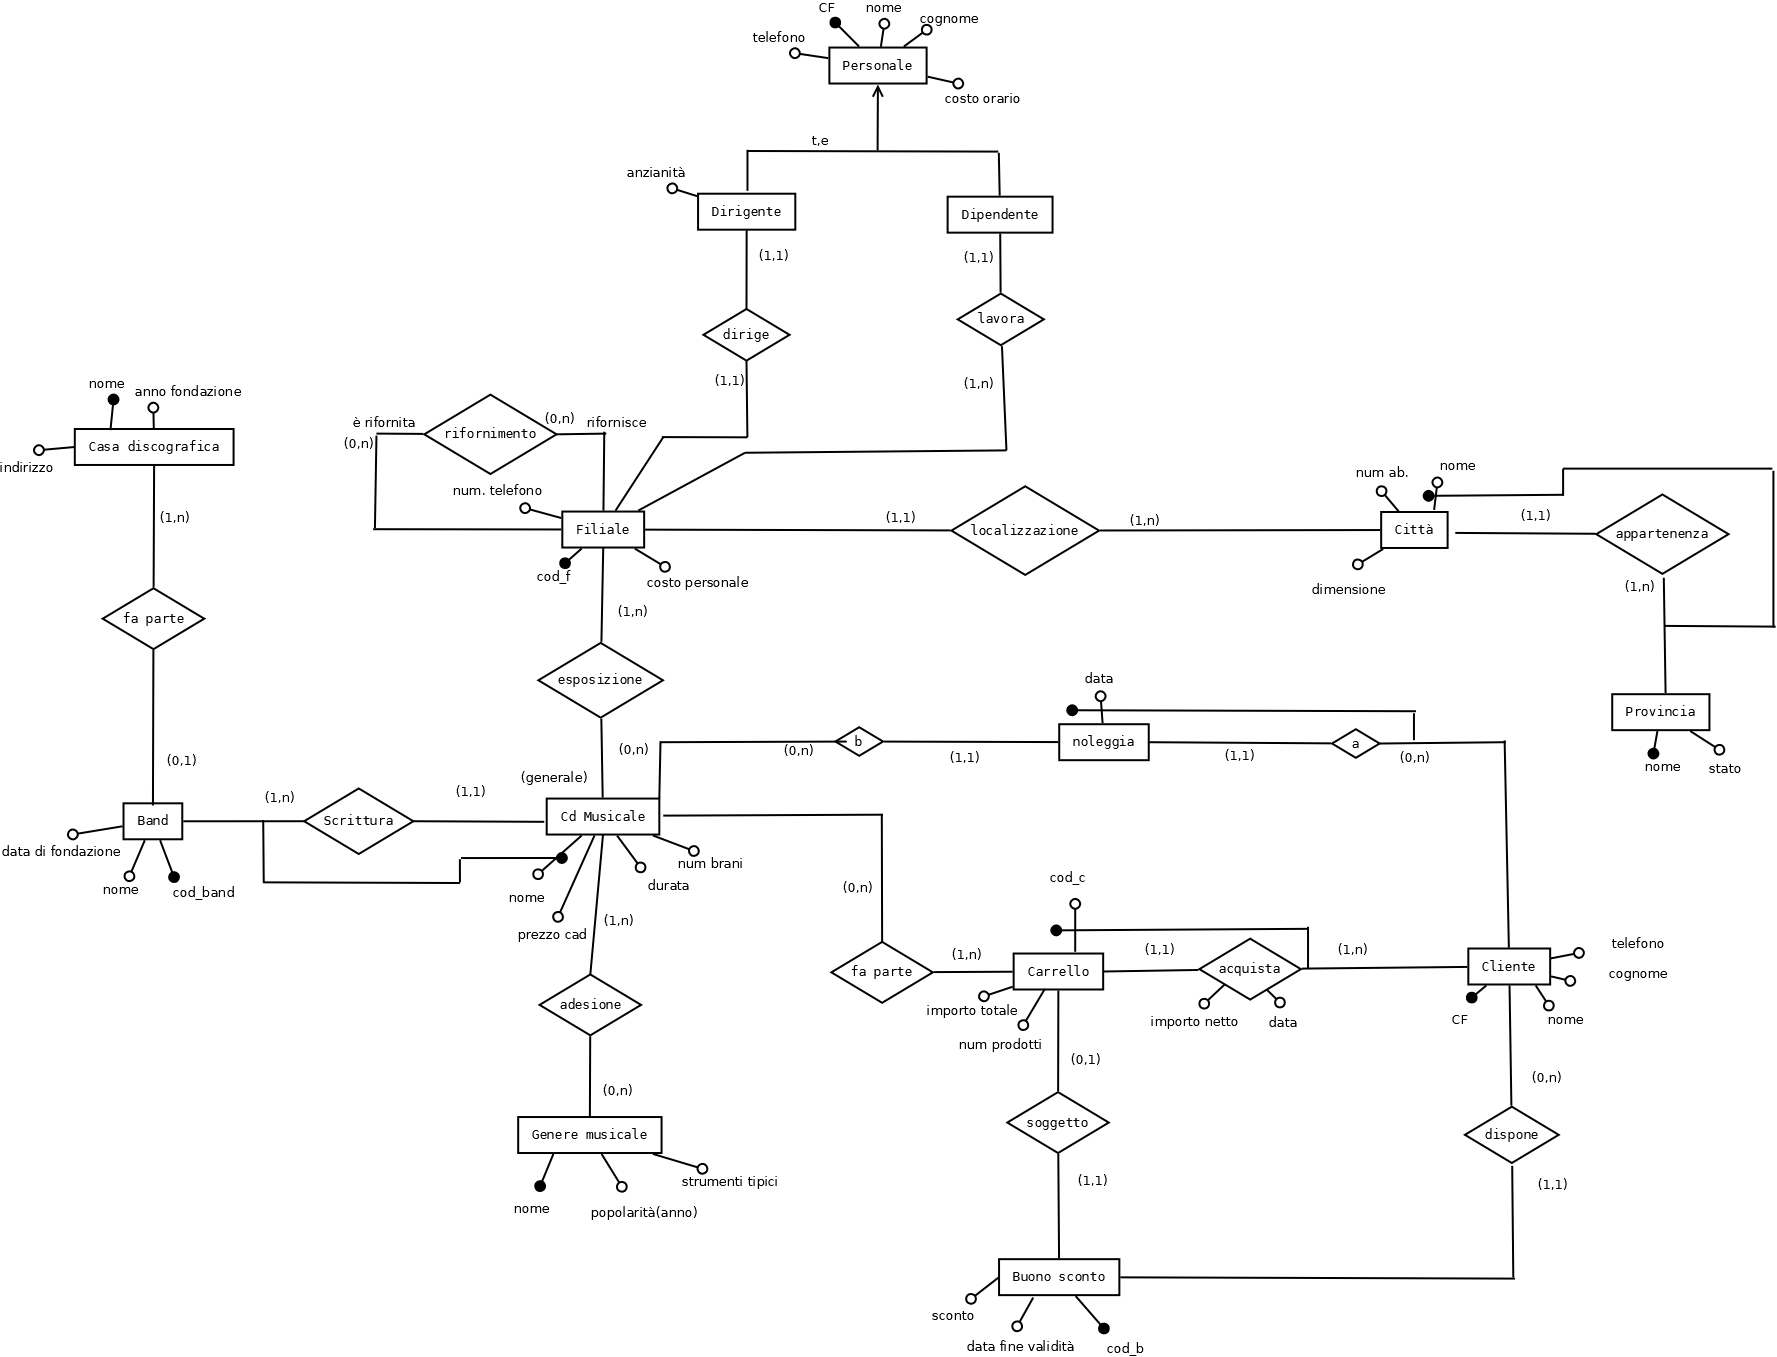 CF
nome
cognome
telefono
Personale
costo orario
t,e
anzianità
Dirigente
Dipendente
(1,1)
(1,1)
dirige
lavora
(1,1)
(1,n)
nome
anno fondazione
Casa discografica
indirizzo
(1,n)
fa parte
(0,1)
è rifornita
(0,n)
rifornimento
(0,n)
rifornisce
num. telefono
Filiale
cod_f
costo personale
(1,1)
localizzazione
(1,n)
num ab.
nome
Città
dimensione
(1,1)
appartenenza
(1,n)
Provincia
nome
stato
(1,n)
esposizione
(0,n)
(generale)
(0,n)
b
(1,1)
data
noleggia
(1,1)
a
(0,n)
Band
data di fondazione
nome
cod_band
(1,n)
Scrittura
(1,1)
Cd Musicale
nome
prezzo cad
durata
num brani
(1,n)
adesione
(0,n)
Genere musicale
nome
popolarità(anno)
strumenti tipici
(0,n)
fa parte
(1,n)
cod_c
Carrello
importo totale
num prodotti
(1,1)
acquista
importo netto
data
(1,n)
Cliente
telefono
cognome
nome
CF
(0,1)
soggetto
(1,1)
(0,n)
dispone
(1,1)
Buono sconto
sconto
data fine validità
cod_b